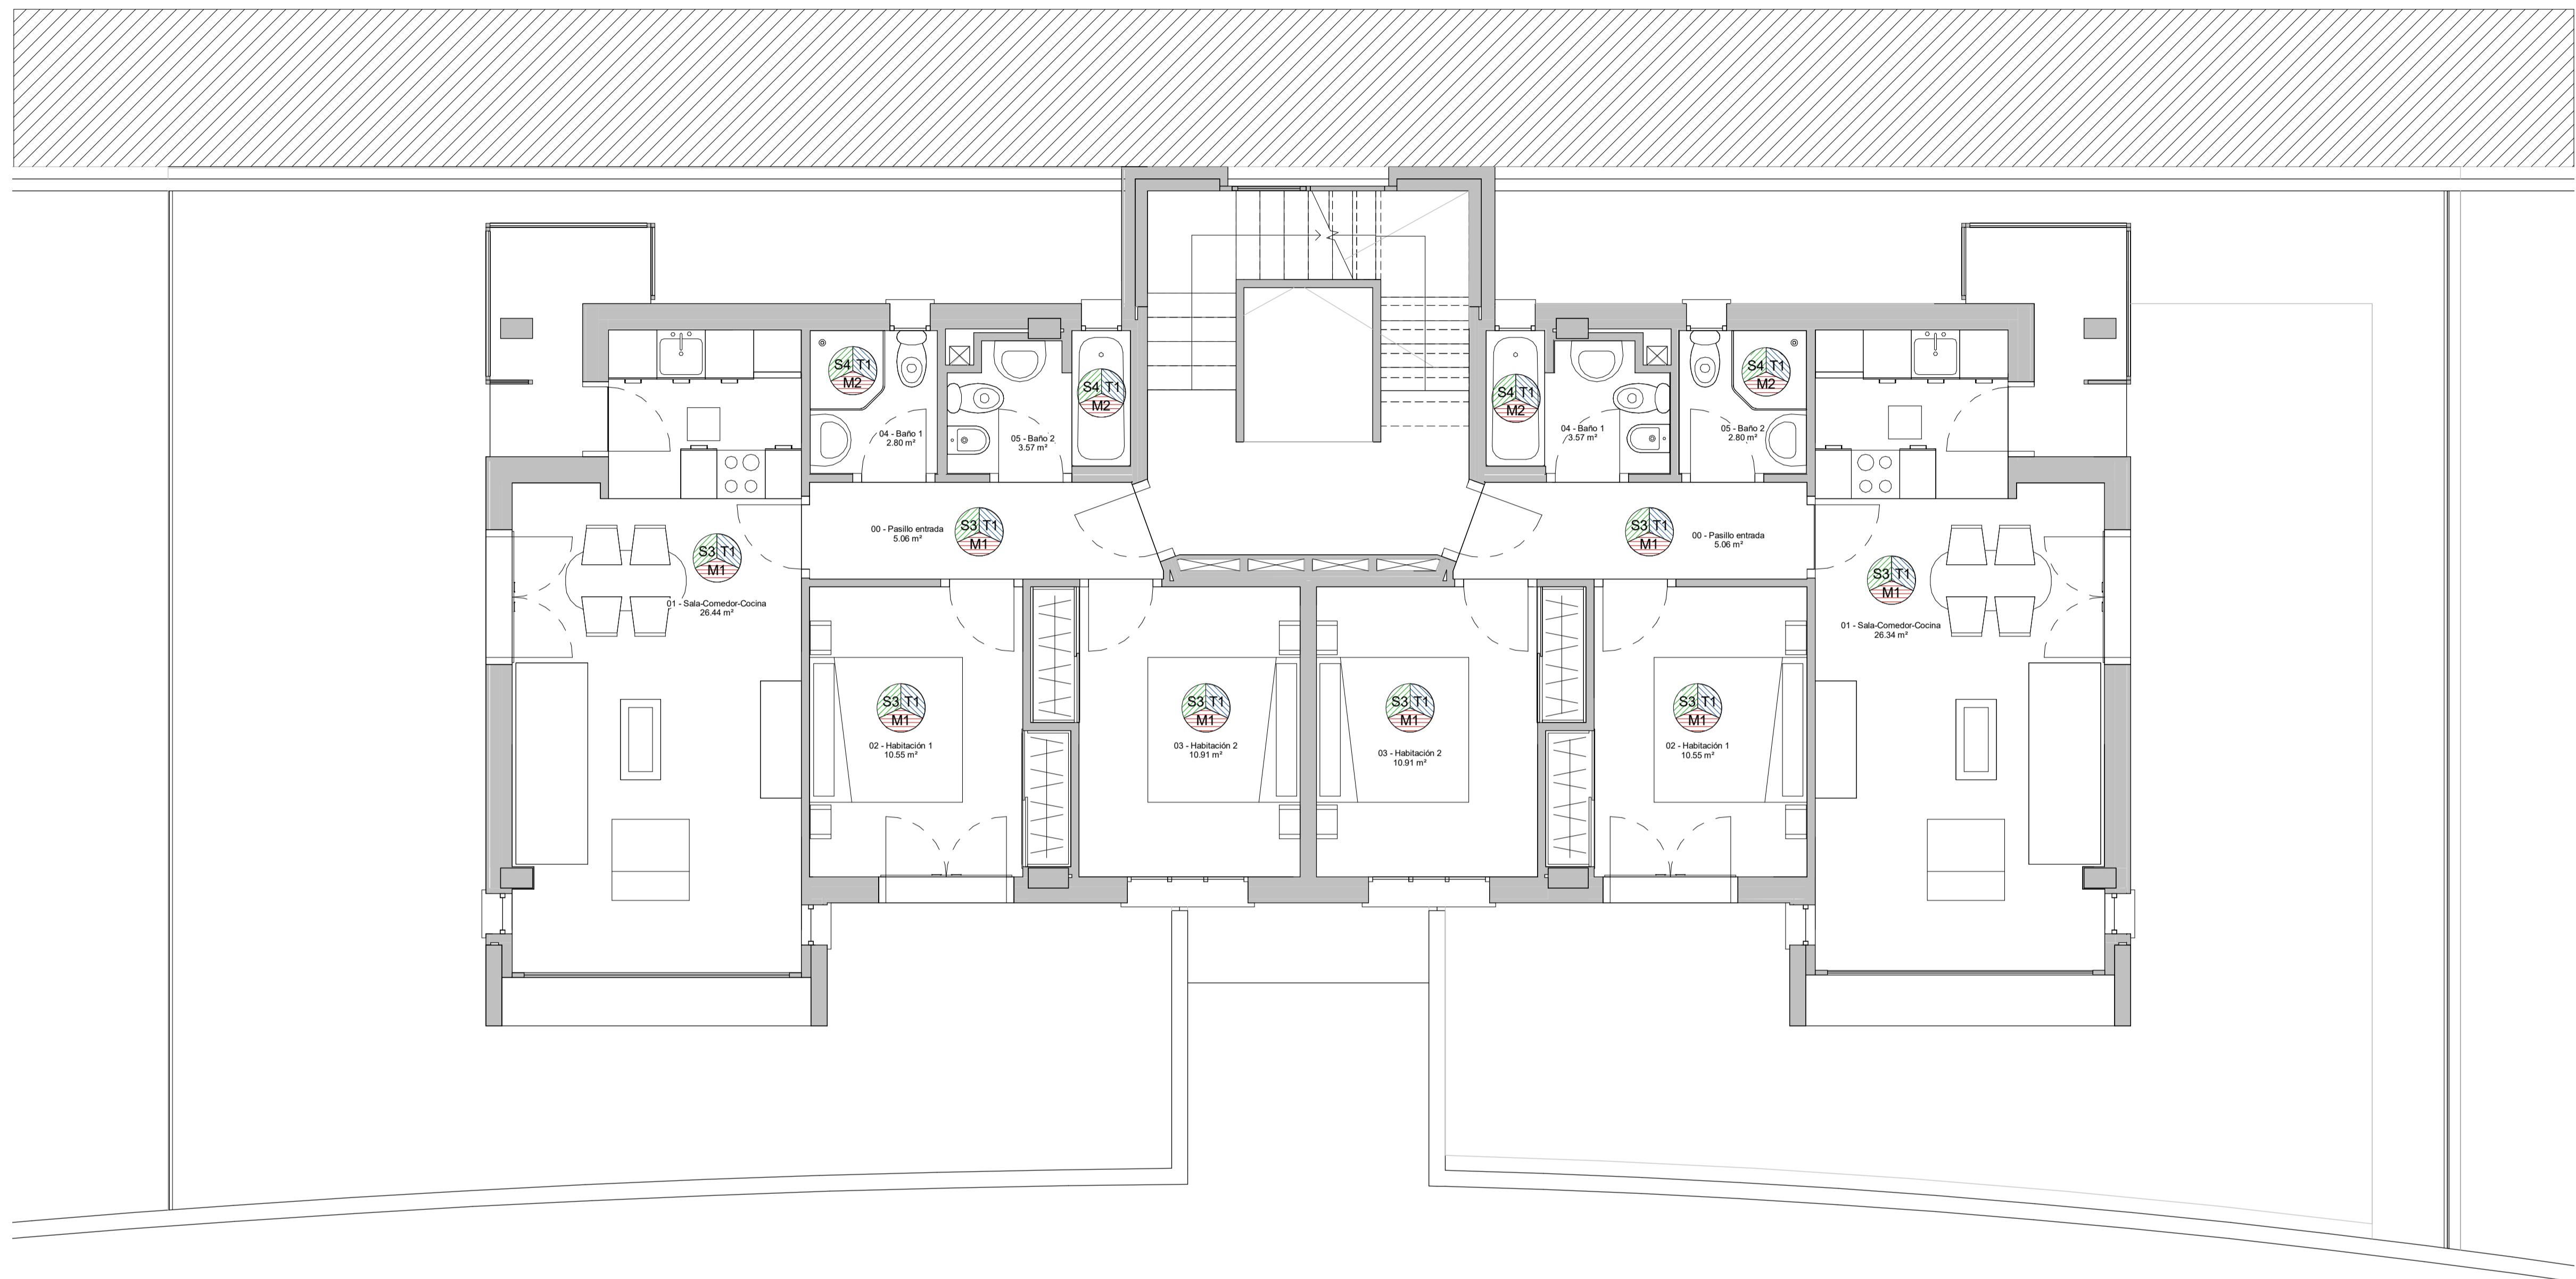 S4 T1
M2
04 - Baño 1
2.80 m²
05 - Baño 2
3.57 m²
S4 T1
M2
S4 T1
M2
04 - Baño 1
3.57 m²
05 - Baño 2
2.80 m²
S4 T1
M2
00 - Pasillo entrada
5.06 m²
S3 T1
M1
S3 T1
M1
00 - Pasillo entrada
5.06 m²
S3 T1
M1
01 - Sala-Comedor-Cocina
26.44 m²
S3 T1
M1
01 - Sala-Comedor-Cocina
26.34 m²
S3 T1
M1
02 - Habitación 1
10.55 m²
S3 T1
M1
03 - Habitación 2
10.91 m²
S3 T1
M1
03 - Habitación 2
10.91 m²
S3 T1
M1
02 - Habitación 1
10.55 m²